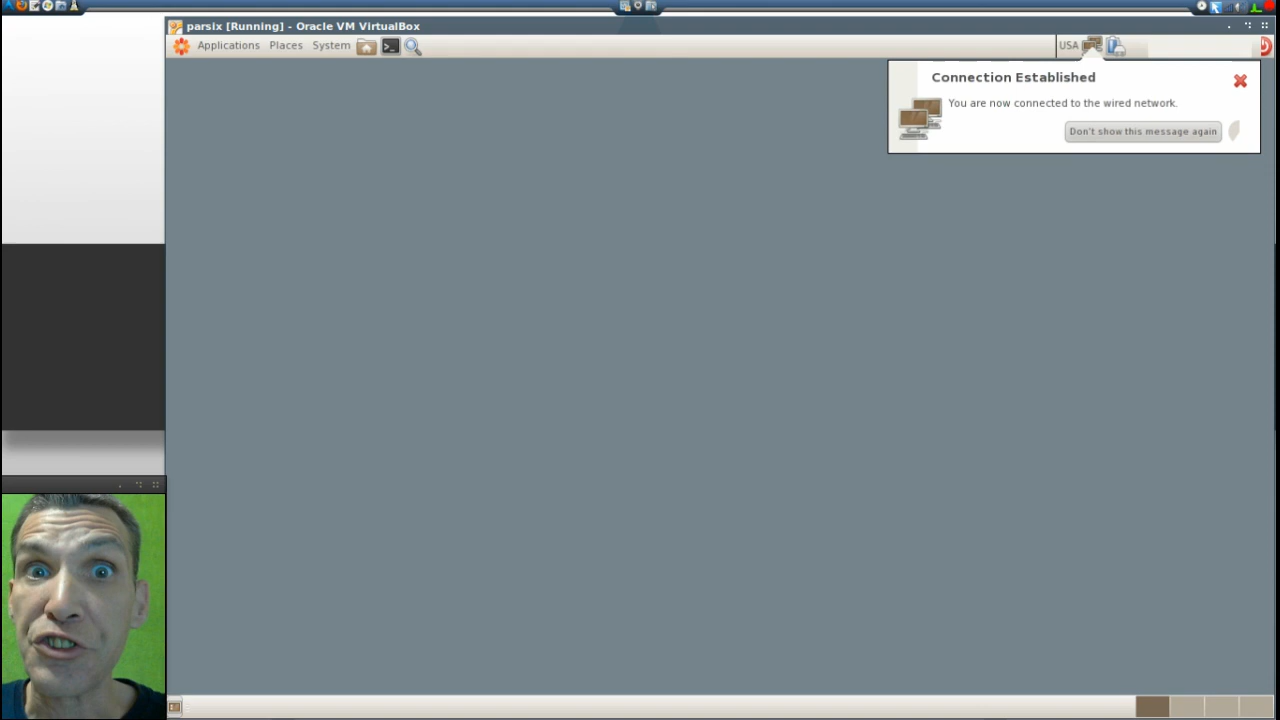 parsix [Running] - Oracle VM VirtualBox
Applications Places System USA
Connection Established
You are now connected to the wired network.
Don't show this message again